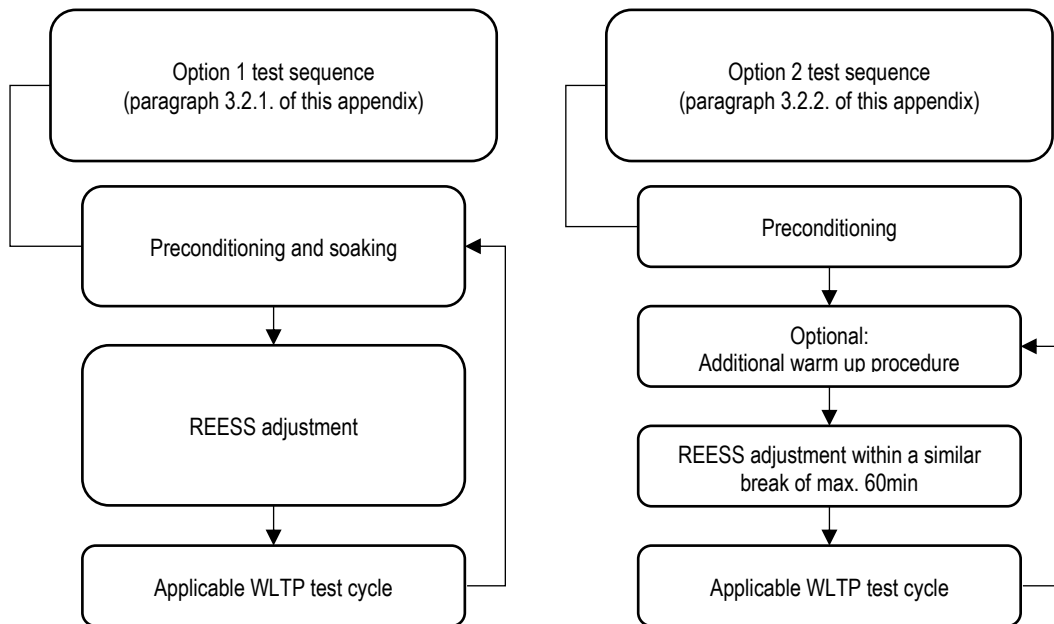 Option 1 test sequence
(paragraph 3.2.1. of this appendix)
Preconditioning and soaking
REESS adjustment
Applicable WLTP test cycle
Option 2 test sequence
(paragraph 3.2.2. of this appendix)
Preconditioning
Optional:
Additional warm up procedure
REESS adjustment within a similar
break of max. 60min
Applicable WLTP test cycle